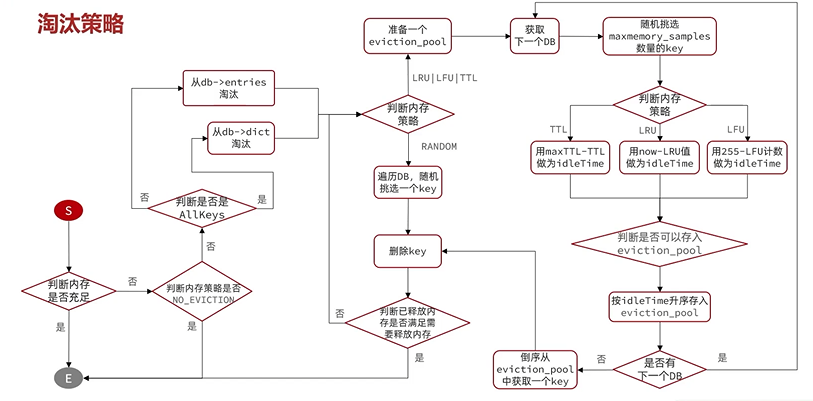 淘汰策略
准备一个
eviction_pool
获取
下一个DB
随机挑选
maxmemory_samples
数量的key
从db->entries
淘汰
LRU|LFU|TTL
判断内存
策略
判断内存
策略
从db->dict
淘汰
TTL
LRU
LFU
RANDOM
用maxTTL-TTL
做为idleTime
用now-LRU值
做为idleTime
用255-LFU计数
做为idleTime
遍历DB，随机
挑选一个key
否
判断是否是
AllKeys
是
S
判断是否可以存入
eviction_pool
否
删除key
判断内存
是否充足
否
判断内存策略是否
NO_EVICTION
按idleTime升序存入
eviction_pool
否
判断已释放内
存是否满足需
要释放内存
是
是
是
倒序从
eviction_pool
中获取一个key
否
是否有
下一个DB
是
E